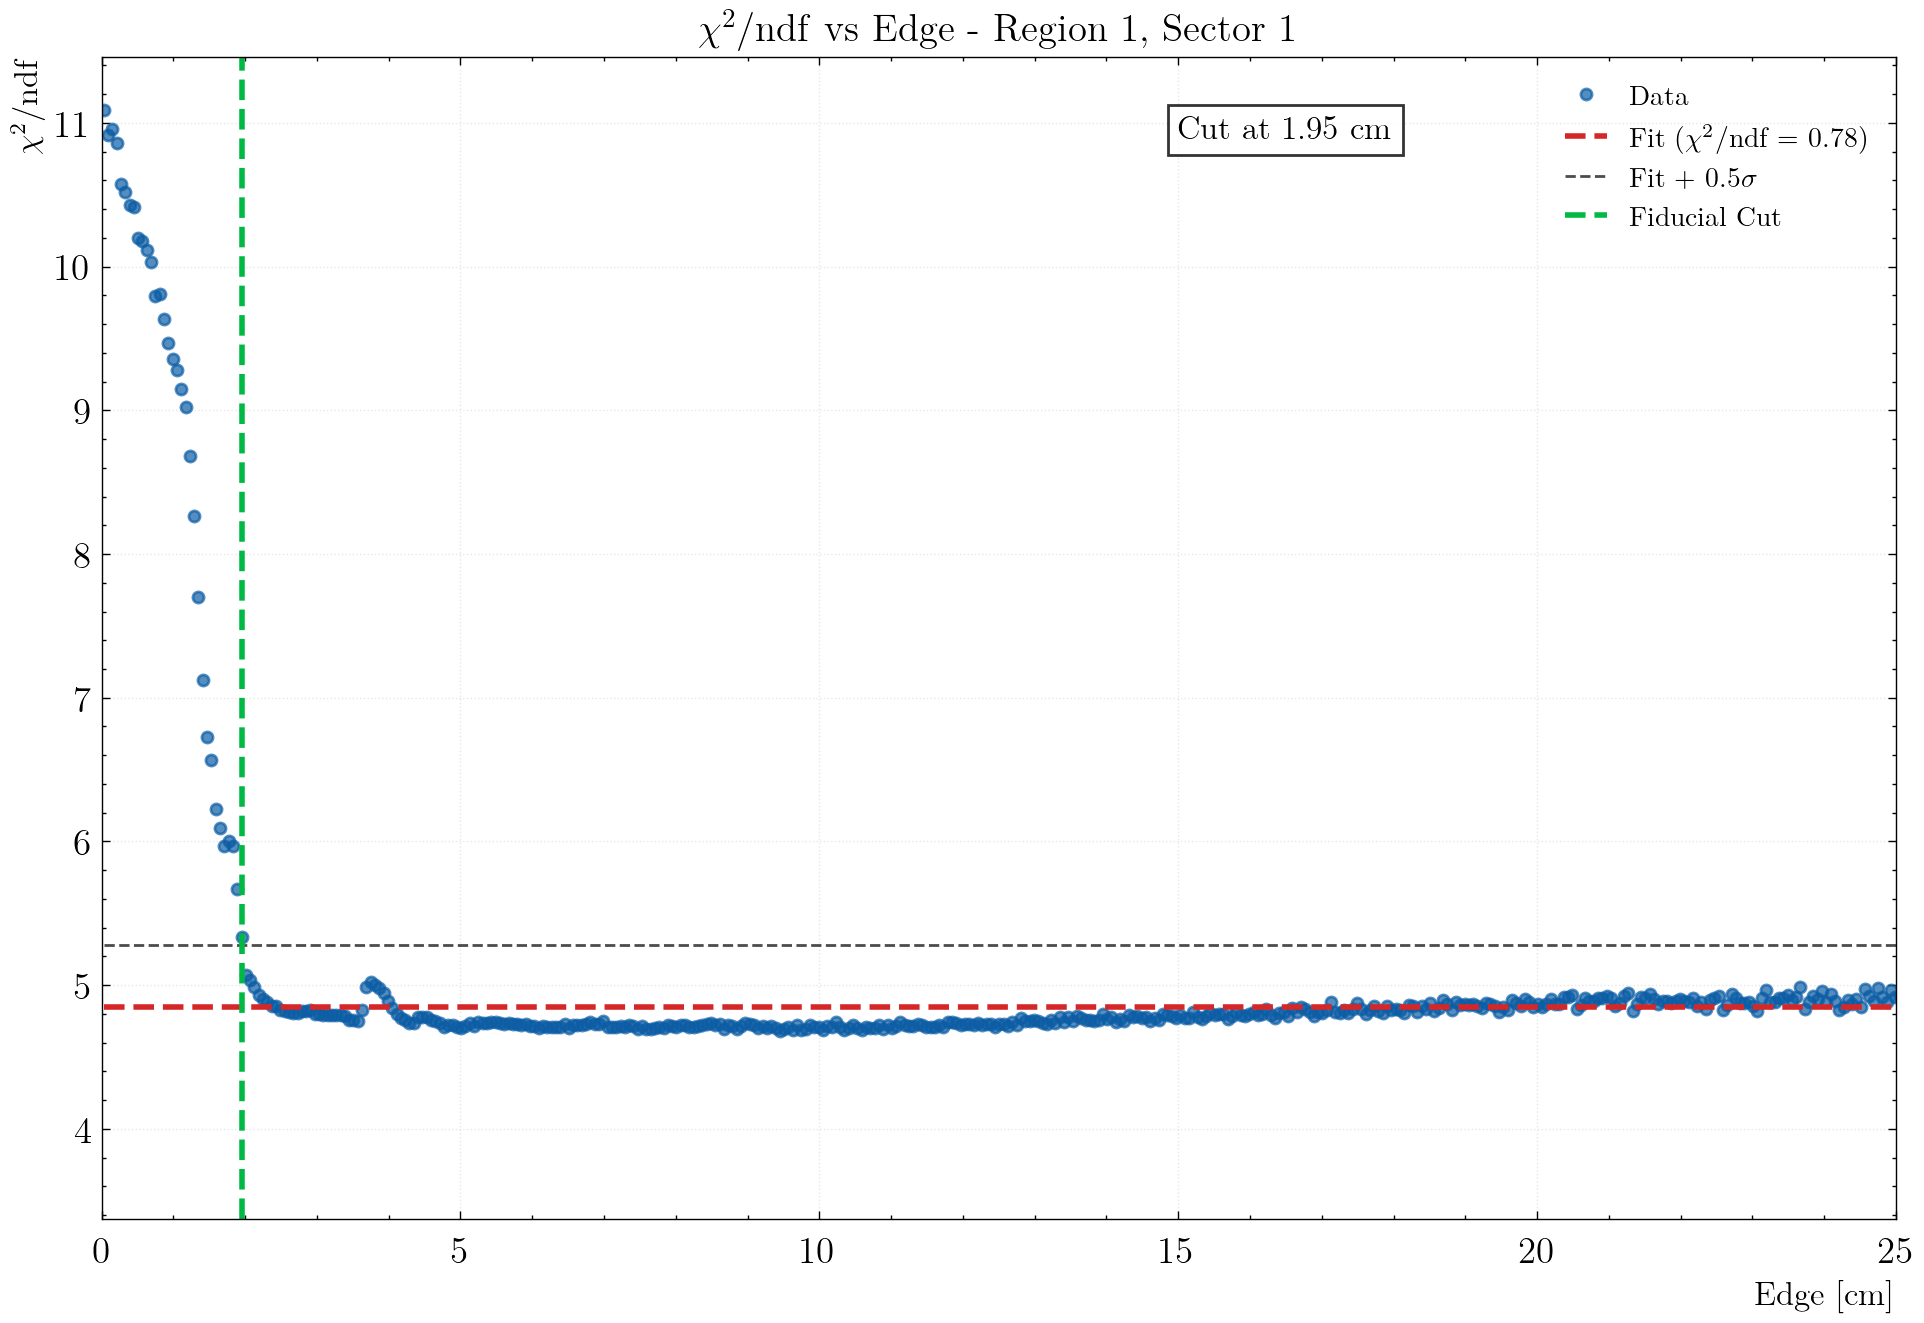 χ²/ndf vs Edge - Region 1, Sector 1
χ²/ndf
11
10
9
8
7
6
5
4
Cut at 1.95 cm
Data
Fit (χ²/ndf = 0.78)
Fit + 0.5σ
Fiducial Cut
0 5 10 15 20 25
Edge [cm]